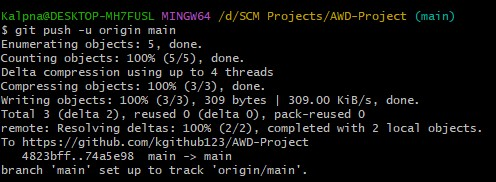 Kalpna@DESKTOP-MH7FUSL MINGW64 /d/SCM Projects/AWD-Project (main)
$ git push -u origin main
Enumerating objects: 5, done.
Counting objects: 100% (5/5), done.
Delta compression using up to 4 threads
Compressing objects: 100% (3/3), done.
Writing objects: 100% (3/3), 309 bytes | 309.00 KiB/s, done.
Total 3 (delta 2), reused 0 (delta 0), pack-reused 0
remote: Resolving deltas: 100% (2/2), completed with 2 local objects.
To https://github.com/kgithub123/AWD-Project
   4823bff..74a5e98  main -> main
branch 'main' set up to track 'origin/main'.